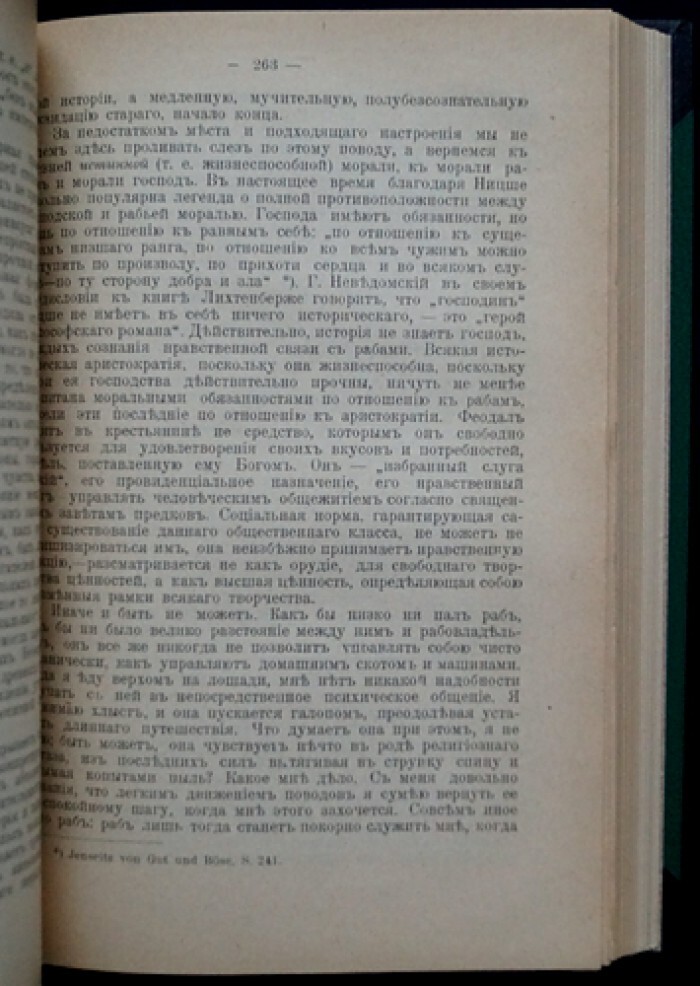 — 263 —
исторіи, а медленную, мучительную, полубезсознательную
стараго, начало конца.
За недостаткомъ мѣста и подходящаго настроенія мы не
здѣсь проливать слезъ по этому поводу, а вернемся къ
истинной (т. е. жизнеспособной) морали, къ морали ра-
и морали господъ. Въ настоящее время благодаря Ницше
популярна легенда о полной противоположности между
и рабьей моралью. Господа имѣютъ обязанности, но
по отношенію къ равнымъ себѣ: „по отношенію къ суще-
низшаго ранга, по отношенію ко всѣмъ чужимъ можно
по произволу, по прихоти сердца и во всякомъ слу-
—по ту сторону добра и зла“ *). Г. Невѣдомскій въ своемъ
къ книгѣ Лихтенберже говоритъ, что „господинъ“
не имѣетъ въ себѣ ничего историческаго, — это „герой
романа“. Дѣйствительно, исторія не знаетъ господъ,
сознанія нравственной связи съ рабами. Всякая исто-
аристократія, поскольку она жизнеспособна, поскольку
ея господства дѣйствительно прочны, ничуть не менѣе
моральными обязанностями по отношенію къ рабамъ,
эти послѣдніе по отношенію къ аристократіи. Феодалъ
въ крестьянинѣ не средство, которымъ онъ свободно
для удовлетворенія своихъ вкусовъ и потребностей,
поставленную ему Богомъ. Онъ — „избранный слуга
его провиденціальное назначеніе, его нравственный
управлять человѣческимъ общежитіемъ согласно священ-
завѣтамъ предковъ. Соціальная норма, гарантирующая са-
существованіе даннаго общественнаго класса, не можетъ не
имъ, она неизбѣжно принимаетъ нравственную
—разсматривается не какъ орудіе, для свободнаго твор-
цѣнностей, а какъ высшая цѣнность, опредѣляющая собою
рамки всякаго творчества.
Иначе и быть не можетъ. Какъ бы низко ни палъ рабъ,
бы ни было велико разстояніе между нимъ и рабовладѣль-
онъ все же никогда не позволитъ управлять собою чисто
какъ управляютъ домашнимъ скотомъ и машинами.
я ѣду верхомъ на лошади, мнѣ нѣтъ никакой надобности
съ ней въ непосредственное психическое общеніе. Я
хлыстъ, и она пускается галопомъ, преодолѣвая уста-
длиннаго путешествія. Что думаетъ она при этомъ, я не
быть можетъ, она чувствуетъ нѣчто въ родѣ религіознаго
изъ послѣднихъ силъ вытягивая въ струнку спину и
копытами пыль? Какое мнѣ дѣло. Съ меня довольно
что легкимъ движеніемъ поводовъ я сумѣю вернуть ее
спокойному шагу, когда мнѣ этого захочется. Совсѣмъ иное
рабъ: рабъ лишь тогда станетъ покорно служить мнѣ, когда
*) Jenseits von Gut und Böse, S. 241.